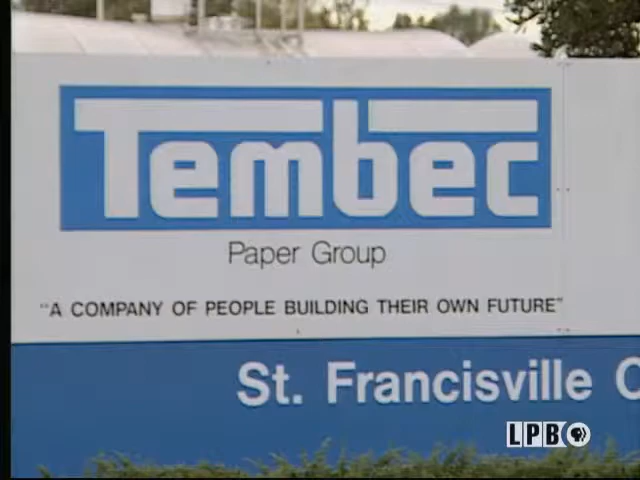 Tembec
Paper Group
"A COMPANY OF PEOPLE BUILDING THEIR OWN FUTURE"
St. Francisville
LPB